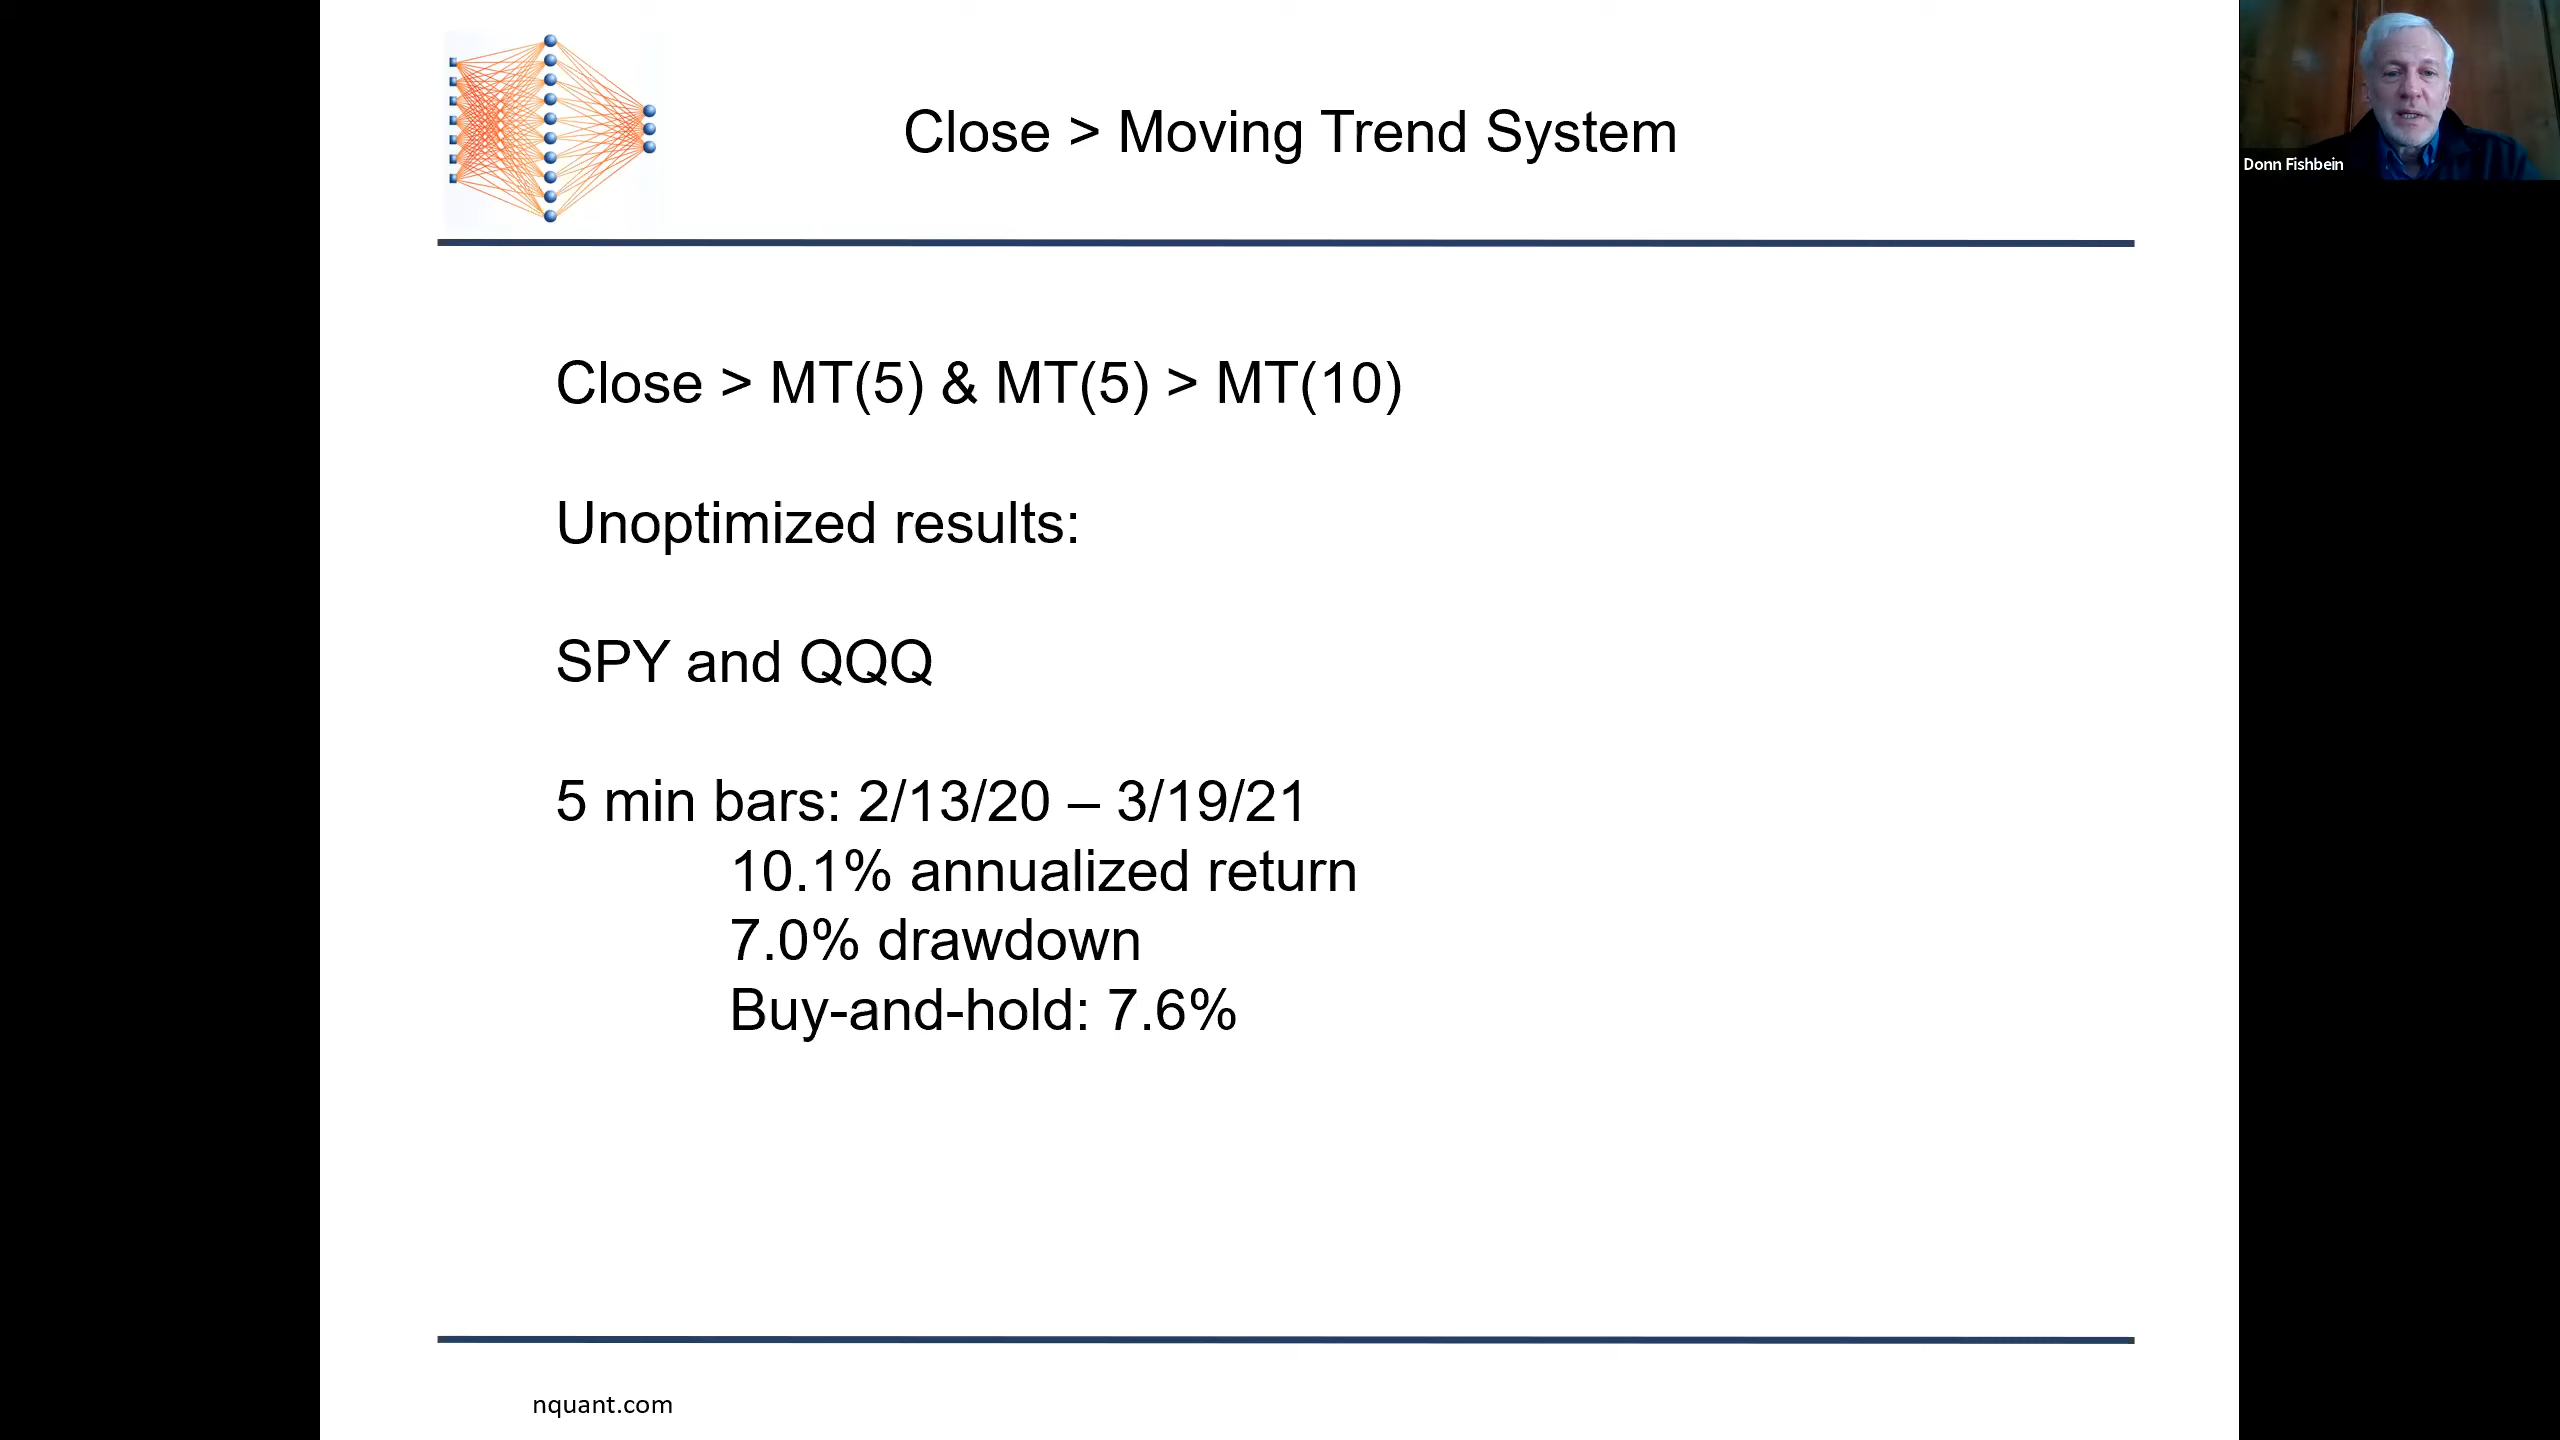 Close > Moving Trend System
Donn Fishbein
Close > MT(5) & MT(5) > MT(10)
Unoptimized results:
SPY and QQQ
5 min bars: 2/13/20 – 3/19/21
10.1% annualized return
7.0% drawdown
Buy-and-hold: 7.6%
nquant.com